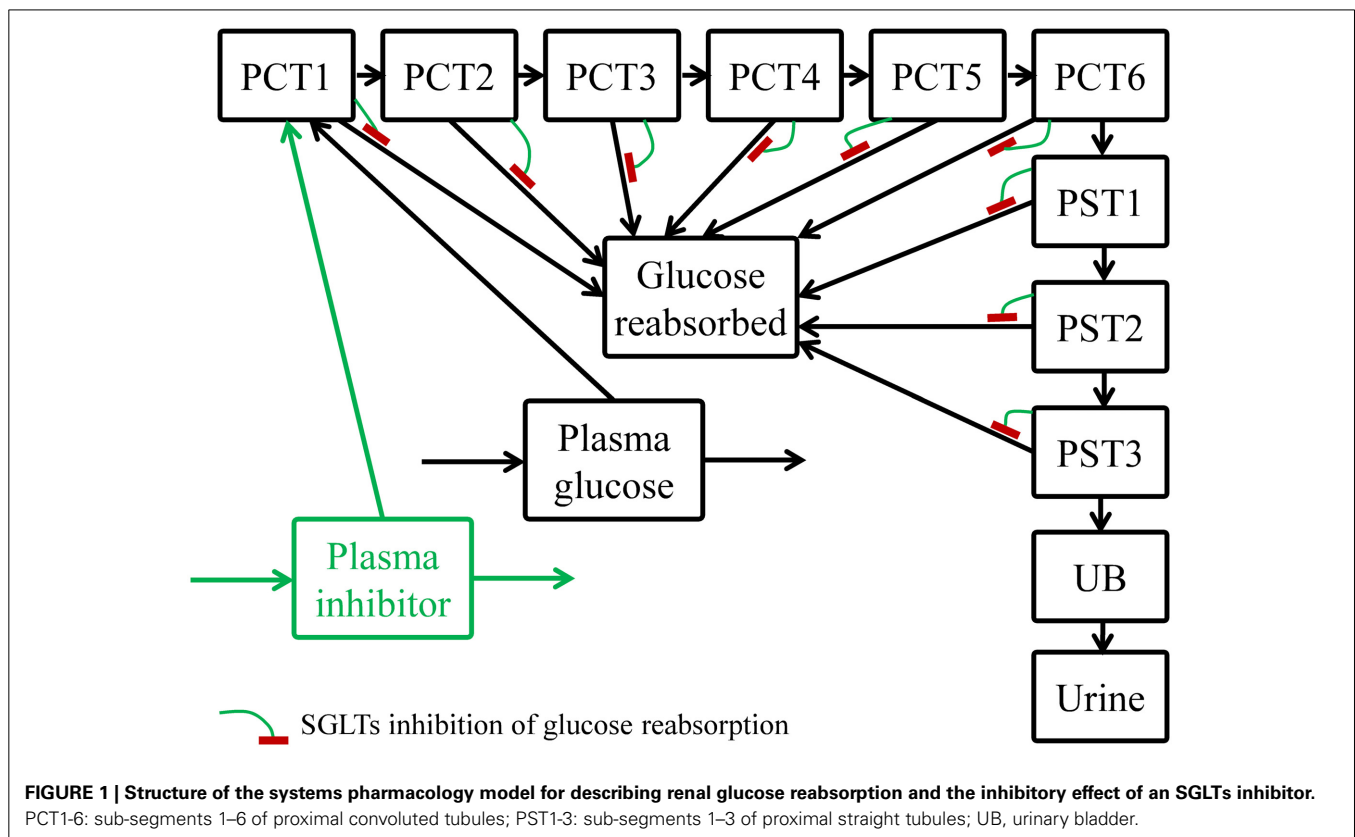 PCT1
PCT2
PCT3
PCT4
PCT5
PCT6
PST1
Glucose
reabsorbed
PST2
Plasma
glucose
PST3
Plasma
inhibitor
UB
Urine
SGLTs inhibition of glucose reabsorption
FIGURE 1 | Structure of the systems pharmacology model for describing renal glucose reabsorption and the inhibitory effect of an SGLTs inhibitor.
PCT1-6: sub-segments 1–6 of proximal convoluted tubules; PST1-3: sub-segments 1–3 of proximal straight tubules; UB, urinary bladder.